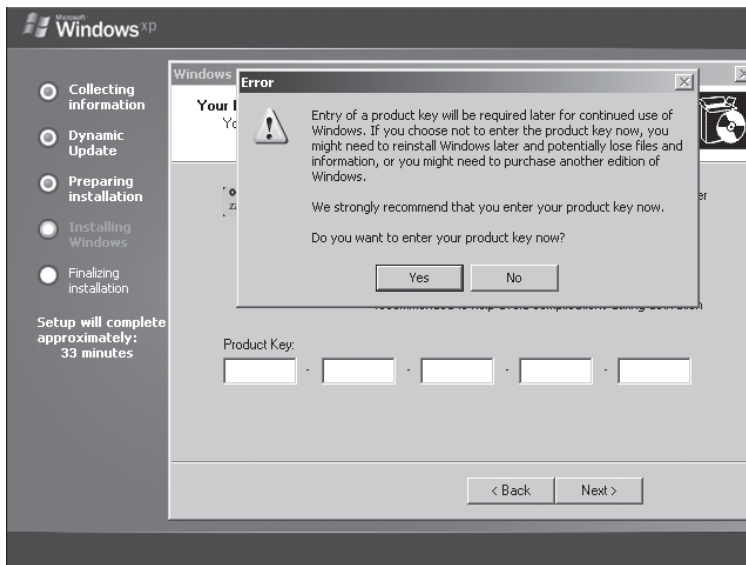 Microsoft
Windows xp
Collecting
information
Dynamic
Update
Preparing
installation
Installing
Windows
Finalizing
installation
Setup will complete
approximately:
33 minutes
Windows
Your
Error
Entry of a product key will be required later for continued use of
Windows. If you choose not to enter the product key now, you
might need to reinstall Windows later and potentially lose files and
information, or you might need to purchase another edition of
Windows.
We strongly recommend that you enter your product key now.
Do you want to enter your product key now?
Yes
No
Product Key:
- - - -
< Back
Next >